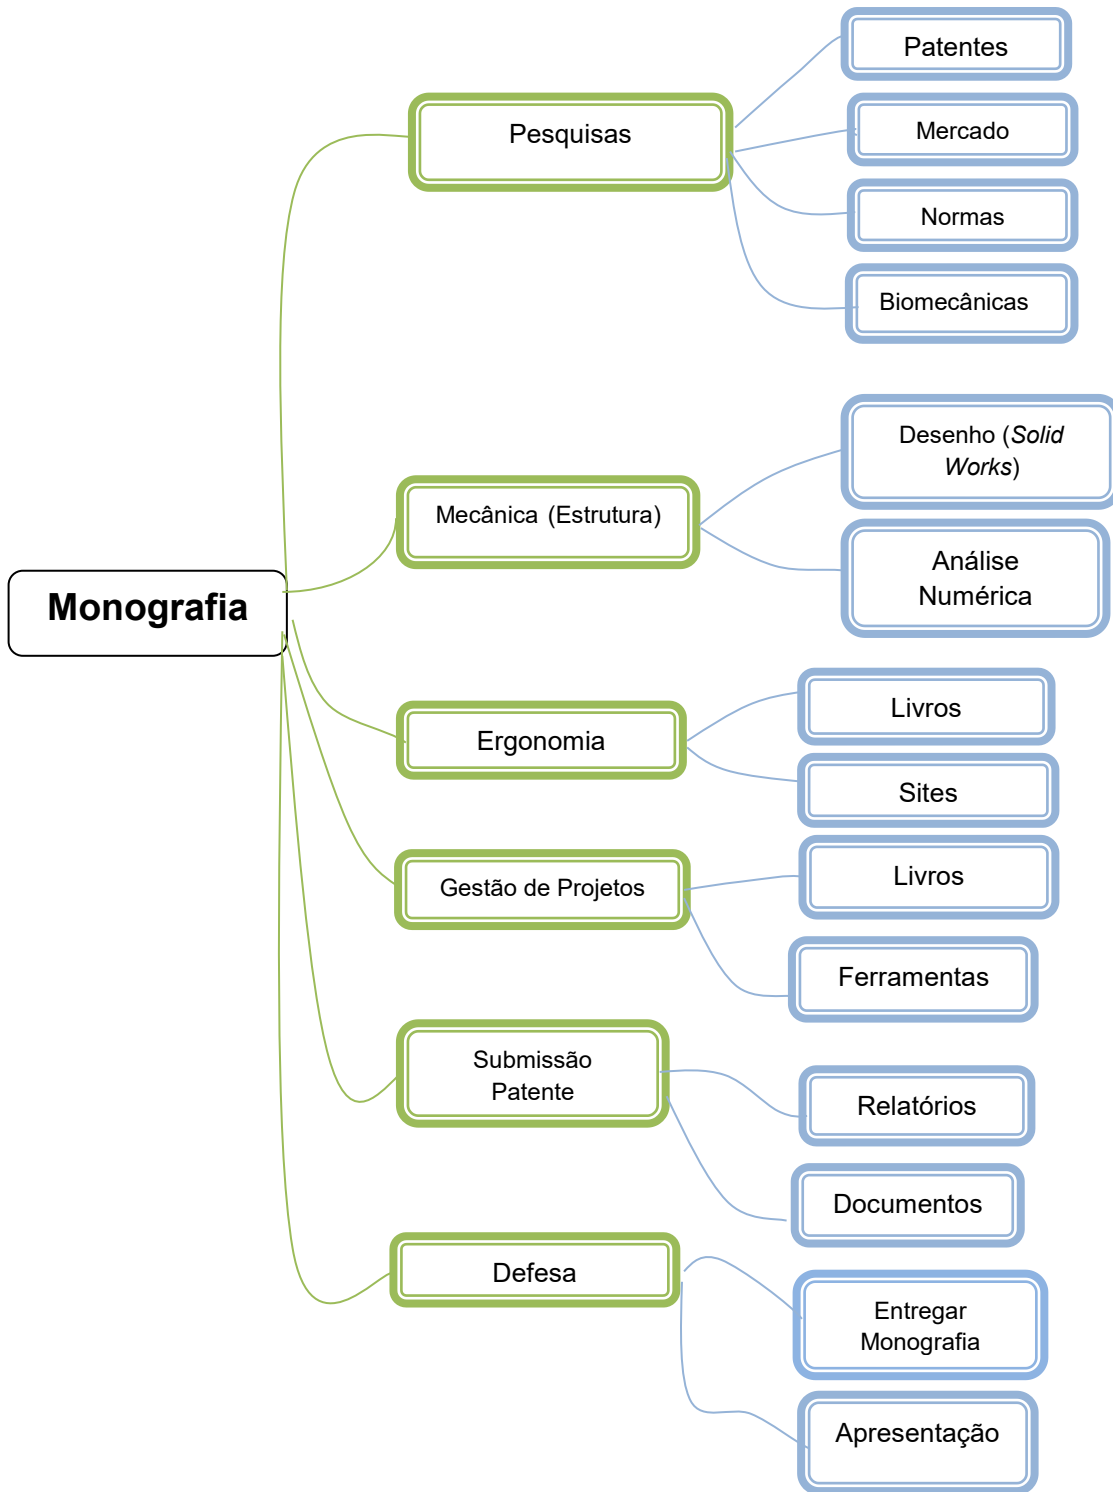 Monografia
Pesquisas
Patentes
Mercado
Normas
Biomecânicas
Mecânica (Estrutura)
Desenho (Solid
Works)
Análise
Numérica
Ergonomia
Livros
Sites
Gestão de Projetos
Livros
Ferramentas
Submissão
Patente
Relatórios
Documentos
Defesa
Entregar
Monografia
Apresentação